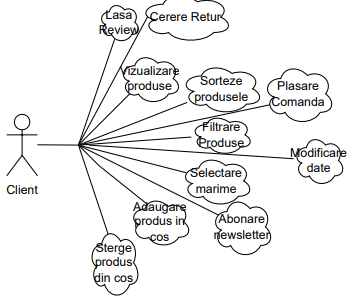 Lasa
Review
Cerere Retur
Vizualizare
produse
Sorteze
produsele
Plasare
Comanda
Filtrare
Produse
Modificare
date
Selectare
marime
Client
Adaugare
produs in
cos
Abonare
newsletter
Sterge
produs
din cos